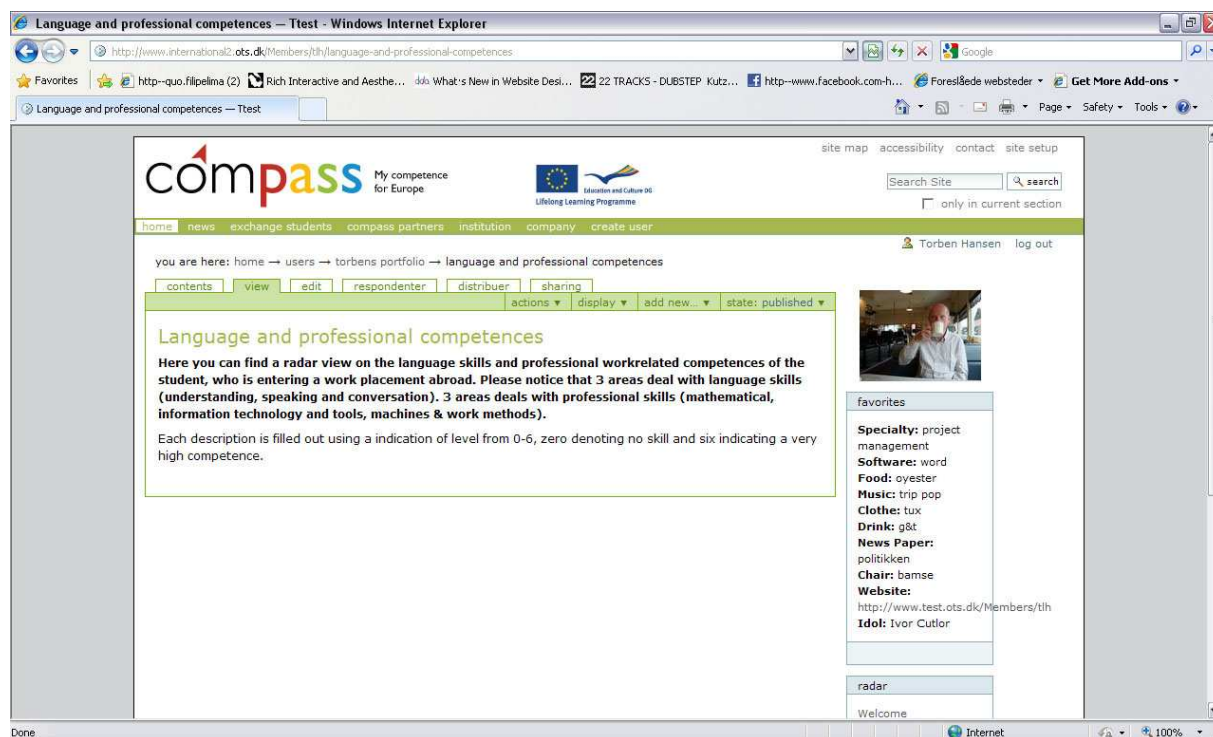 Language and professional competences — Ttest - Windows Internet Explorer
http://www.international2.ots.dk/Members/tlh/language-and-professional-competences
Google
Favorites http--quo.filipelima (2) Rich Interactive and Aesthe... What's New in Website Desi... 22 22 TRACKS - DUBSTEP Kutz... http--www.facebook.com-h... Foreslåede websteder Get More Add-ons
Language and professional competences — Ttest
Page Safety Tools
site map accessibility contact site setup
compass
My competence
for Europe
Education and Culture DG
Lifelong Learning Programme
Search Site search
only in current section
home news exchange students compass partners institution company create user
Torben Hansen log out
you are here: home → users → torbens portfolio → language and professional competences
contents view edit respondenter distribuer sharing
actions ▼ display ▼ add new... ▼ state: published ▼
Language and professional competences
Here you can find a radar view on the language skills and professional workrelated competences of the
student, who is entering a work placement abroad. Please notice that 3 areas deal with language skills
(understanding, speaking and conversation). 3 areas deals with professional skills (mathematical,
information technology and tools, machines & work methods).
Each description is filled out using a indication of level from 0-6, zero denoting no skill and six indicating a very
high competence.
favorites
Specialty: project
management
Software: word
Food: oyester
Music: trip pop
Clothe: tux
Drink: g&t
News Paper:
politikken
Chair: bamse
Website:
http://www.test.ots.dk/Members/tlh
Idol: Ivor Cutlor
radar
Welcome
Done Internet 100%